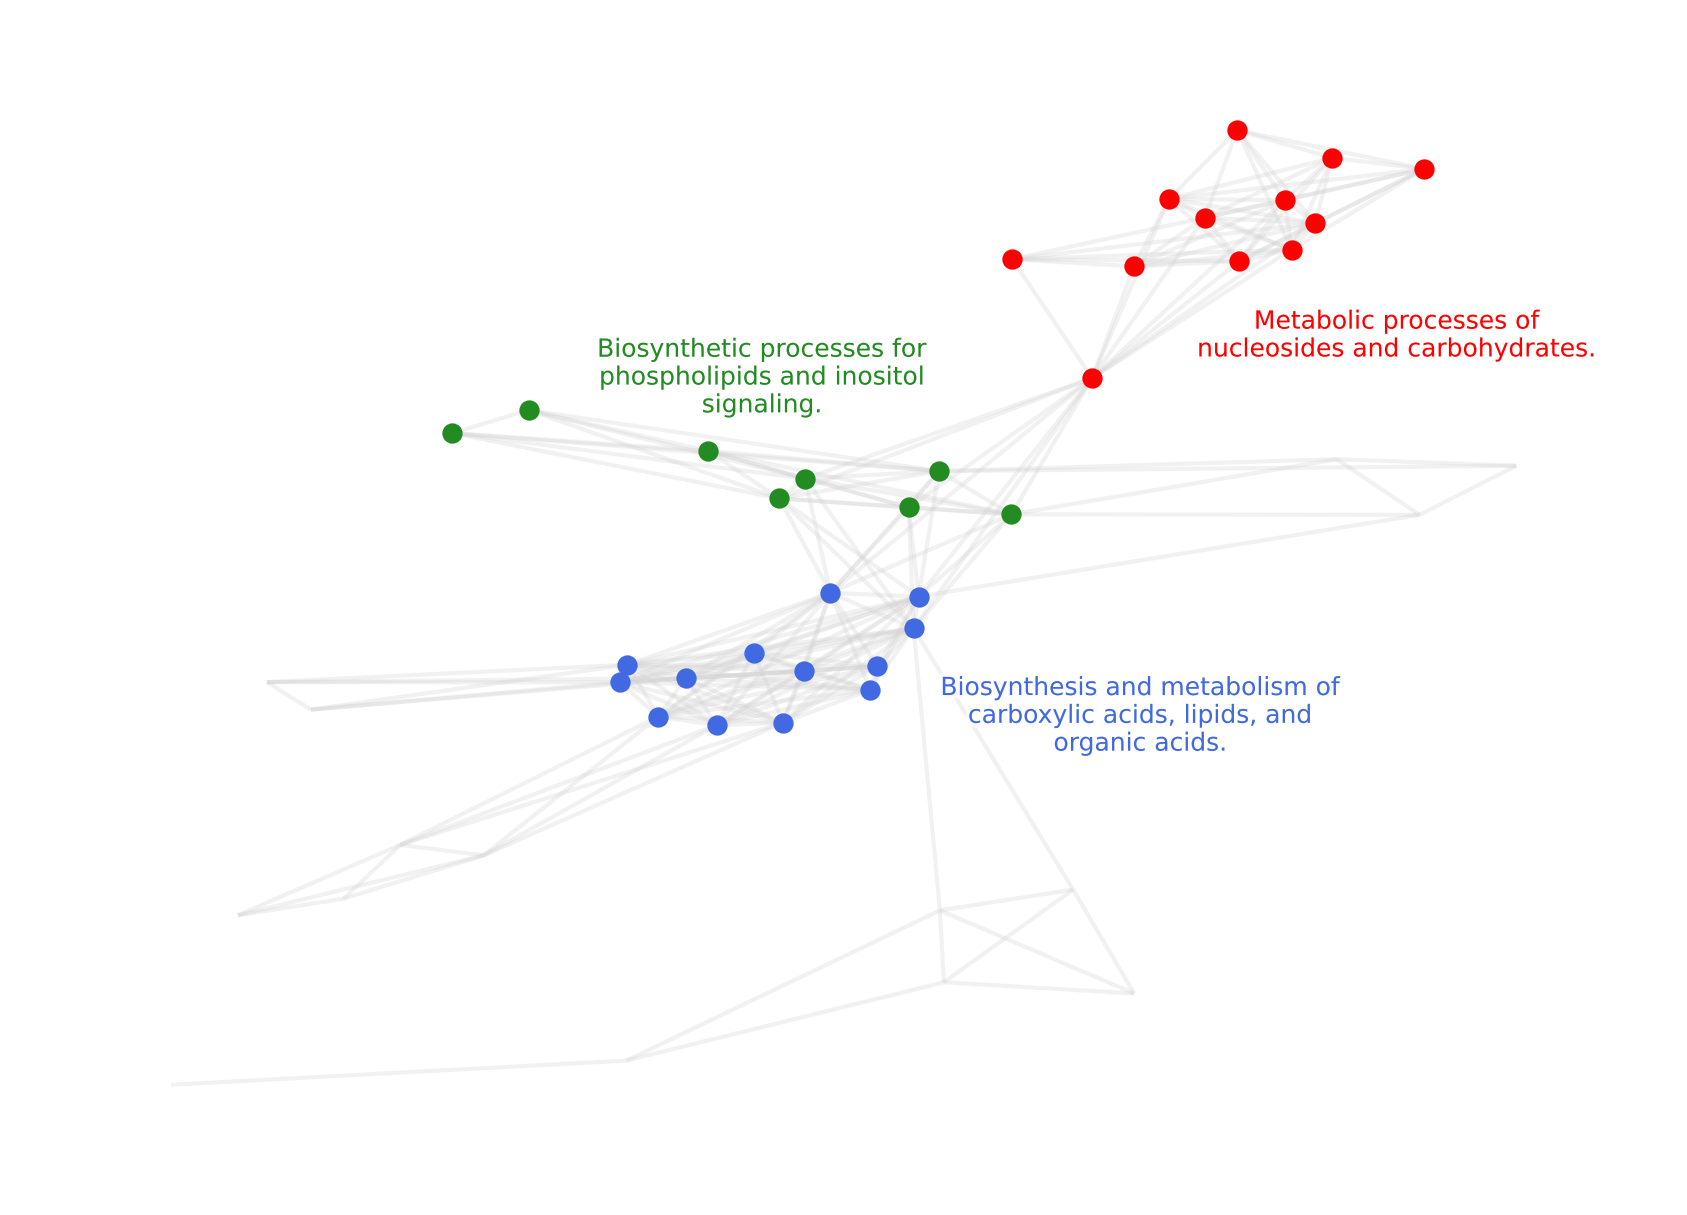 Metabolic processes of
nucleosides and carbohydrates.
Biosynthetic processes for
phospholipids and inositol
signaling.
Biosynthesis and metabolism of
carboxylic acids, lipids, and
organic acids.